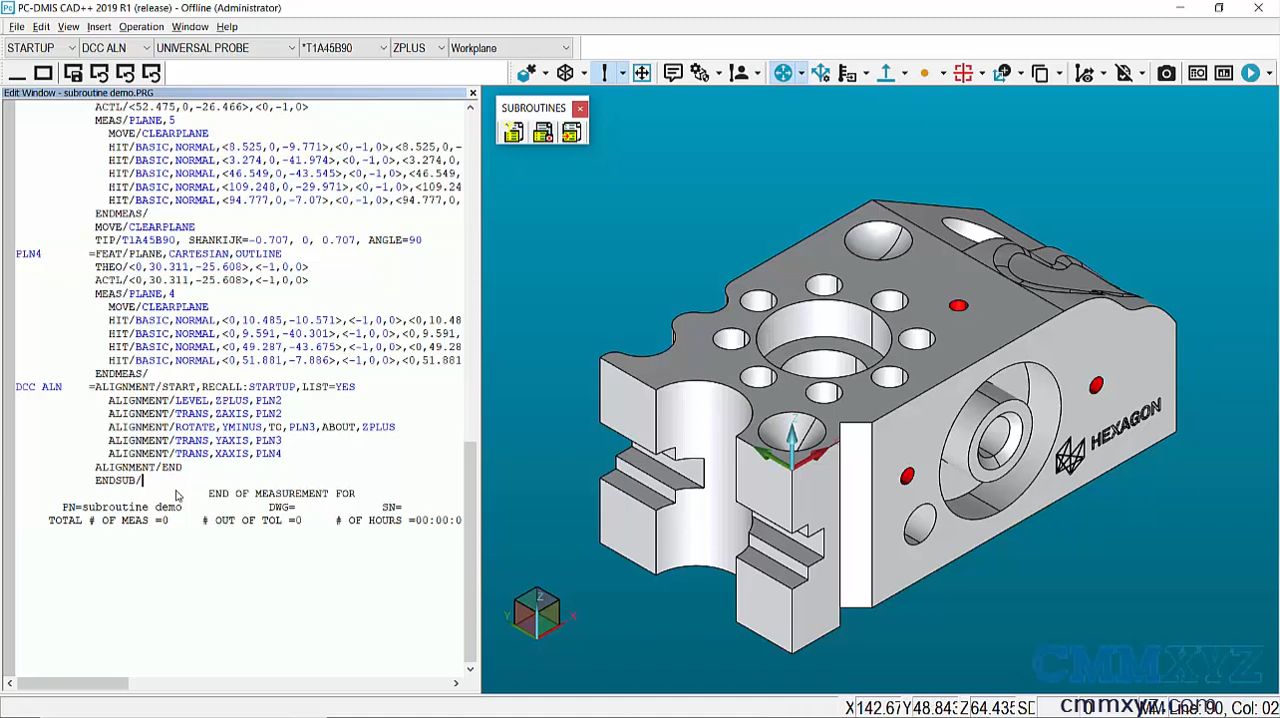 PC-DMIS CAD++ 2019 R1 (release) - Offline (Administrator)
File Edit View Insert Operation Window Help
STARTUP DCC ALN UNIVERSAL PROBE *T1A45B90 ZPLUS Workplane
Edit Window - subroutine demo.PRG
ACTL/<52.475,0,-26.466>,<0,-1,0>
MEAS/PLANE,5
MOVE/CLEARPLANE
HIT/BASIC,NORMAL,<8.525,0,-9.771>,<0,-1,0>,<8.525,0
HIT/BASIC,NORMAL,<3.274,0,-41.974>,<0,-1,0>,<3.274,
HIT/BASIC,NORMAL,<46.549,0,-43.545>,<0,-1,0>,<46.54
HIT/BASIC,NORMAL,<109.240,0,-29.971>,<0,-1,0>,<109.24
HIT/BASIC,NORMAL,<94.777,0,-7.07>,<0,-1,0>,<94.777,0
ENDMEAS/
MOVE/CLEARPLANE
TIP/T1A45B90, SHANKIJK=-0.707, 0, 0.707, ANGLE=90
PLN4 =FEAT/PLANE,CARTESIAN,OUTLINE
THEO/<0,30.311,-25.608>,<-1,0,0>
ACTL/<0,30.311,-25.608>,<-1,0,0>
MEAS/PLANE,4
MOVE/CLEARPLANE
HIT/BASIC,NORMAL,<0,10.485,-10.571>,<-1,0,0>,<0,10.48
HIT/BASIC,NORMAL,<0,9.591,-40.301>,<-1,0,0>,<0,9.591,
HIT/BASIC,NORMAL,<0,49.287,-43.675>,<-1,0,0>,<0,49.28
HIT/BASIC,NORMAL,<0,51.881,-7.886>,<-1,0,0>,<0,51.881
ENDMEAS/
DCC ALN =ALIGNMENT/START,RECALL:STARTUP,LIST=YES
ALIGNMENT/LEVEL,ZPLUS,PLN2
ALIGNMENT/TRANS,ZAXIS,PLN2
ALIGNMENT/ROTATE,YMINUS,TO,PLN3,ABOUT,ZPLUS
ALIGNMENT/TRANS,YAXIS,PLN3
ALIGNMENT/TRANS,XAXIS,PLN4
ALIGNMENT/END
ENDSUB/
END OF MEASUREMENT FOR
PN=subroutine demo DWG= SN=
TOTAL # OF MEAS =0 # OUT OF TOL =0 # OF HOURS =00:00:0
SUBROUTINES
HEXAGON
Z
Z
Y
X
CMMXYZ
cmmxyz.com
X142.67 Y48.843 Z64.435 SD 0 MM Line: 90, Col: 02